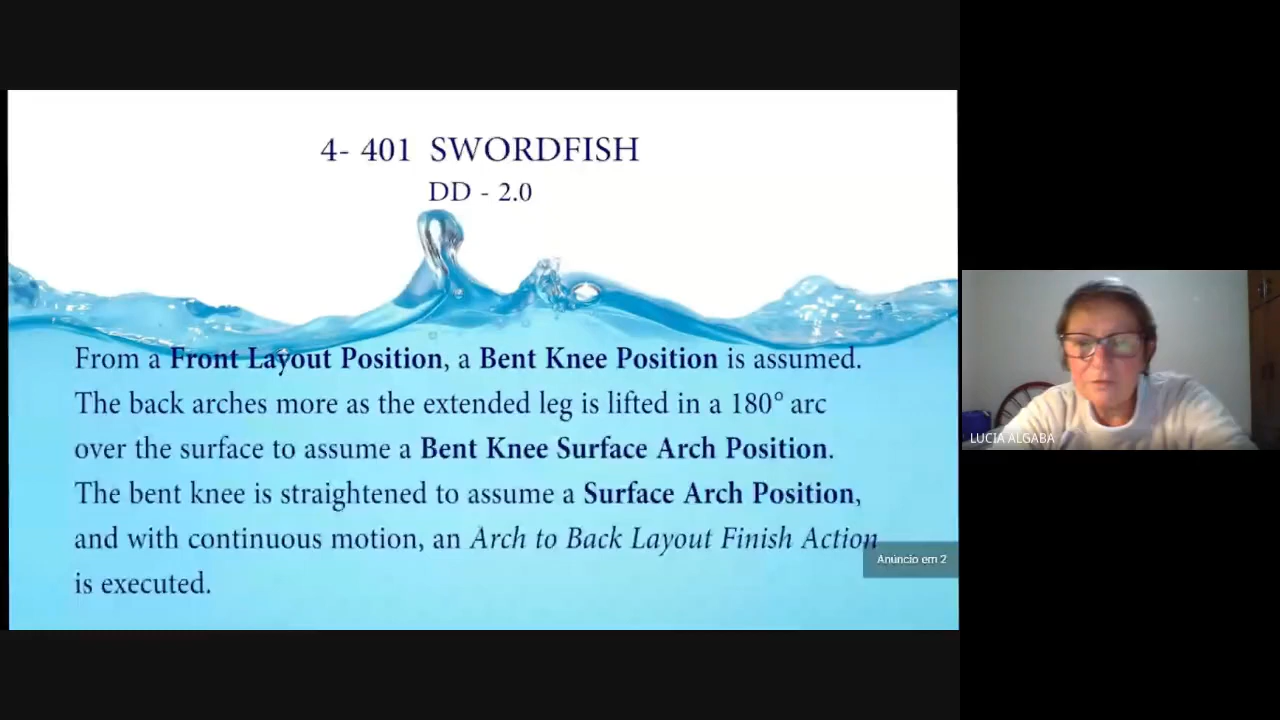 4- 401 SWORDFISH
DD - 2.0
From a Front Layout Position, a Bent Knee Position is assumed.
The back arches more as the extended leg is lifted in a 180° arc
over the surface to assume a Bent Knee Surface Arch Position.
The bent knee is straightened to assume a Surface Arch Position,
and with continuous motion, an Arch to Back Layout Finish Action
is executed.
Anúncio em 2
LUCIA ALGABA